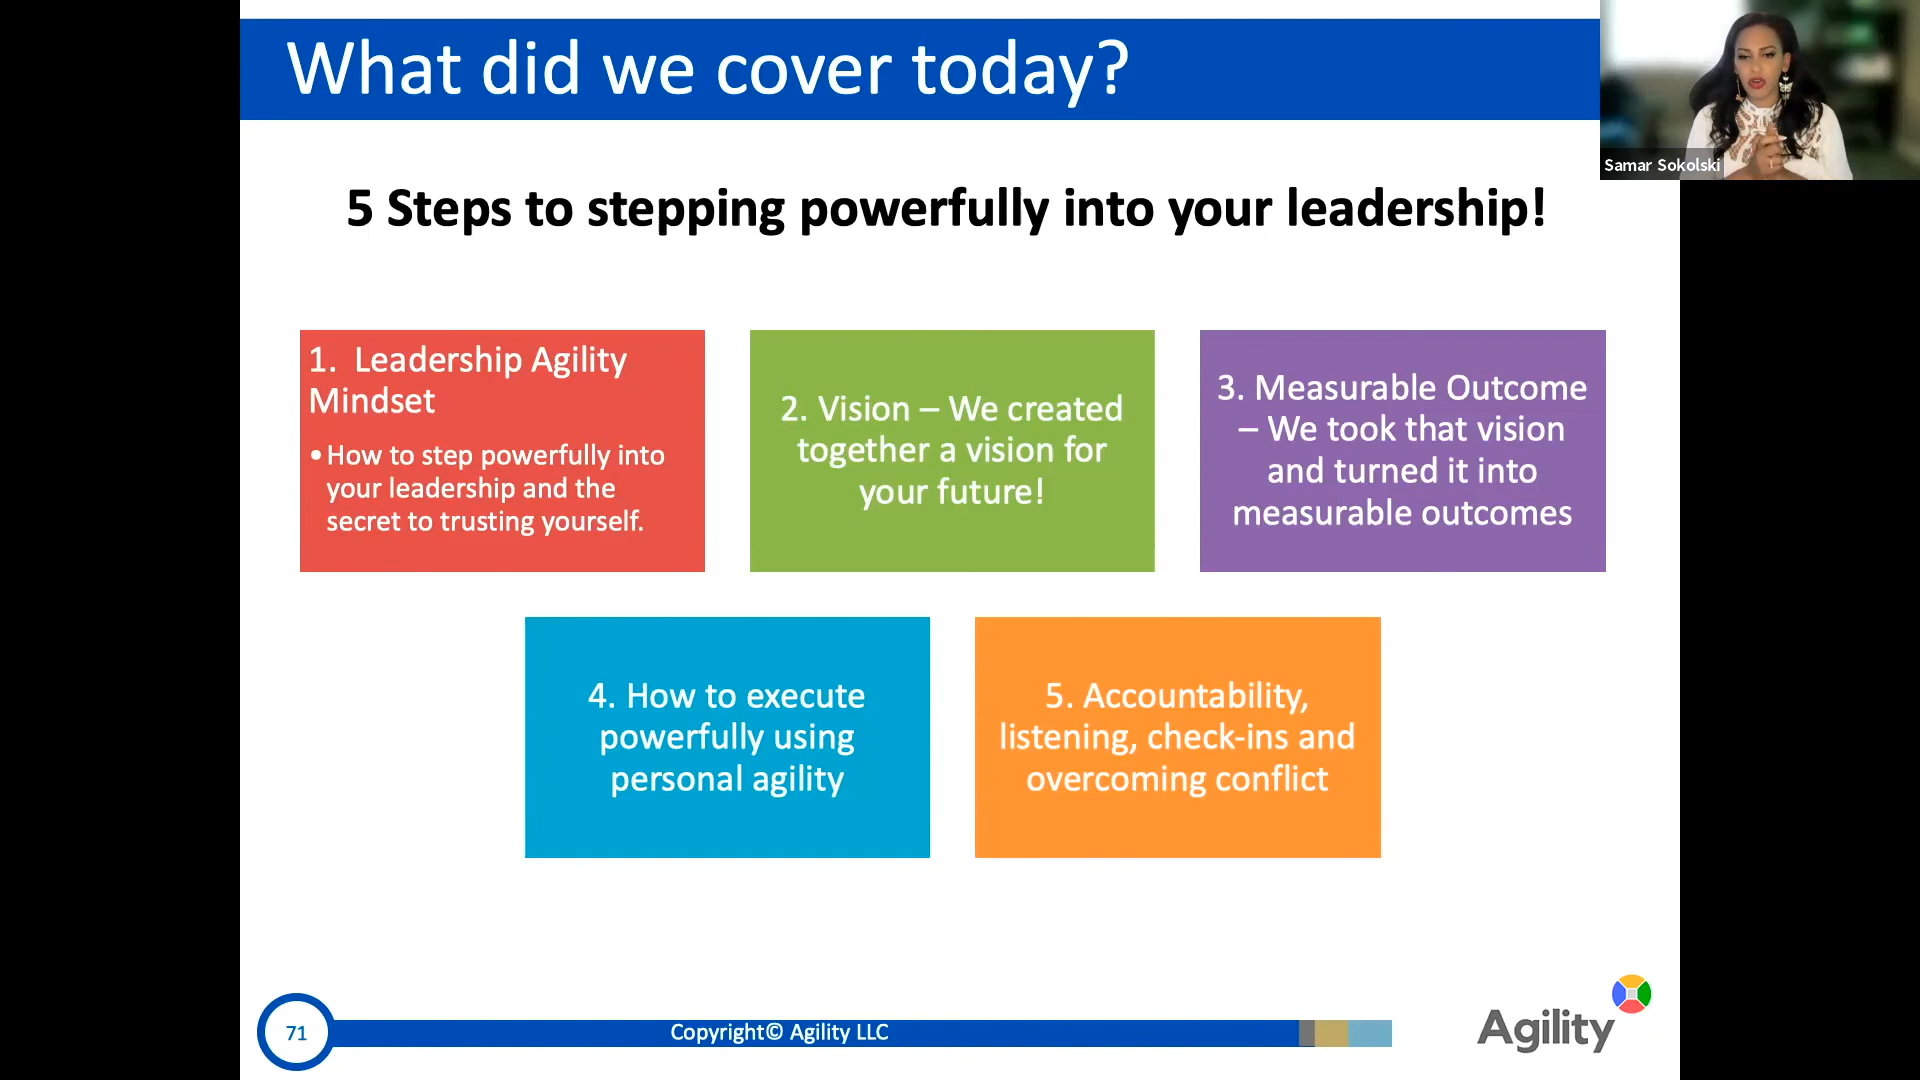 What did we cover today?
Samar Sokolski
5 Steps to stepping powerfully into your leadership!
1. Leadership Agility
Mindset
• How to step powerfully into
your leadership and the
secret to trusting yourself.
2. Vision – We created
together a vision for
your future!
3. Measurable Outcome
– We took that vision
and turned it into
measurable outcomes
4. How to execute
powerfully using
personal agility
5. Accountability,
listening, check-ins and
overcoming conflict
71
Copyright© Agility LLC
Agility